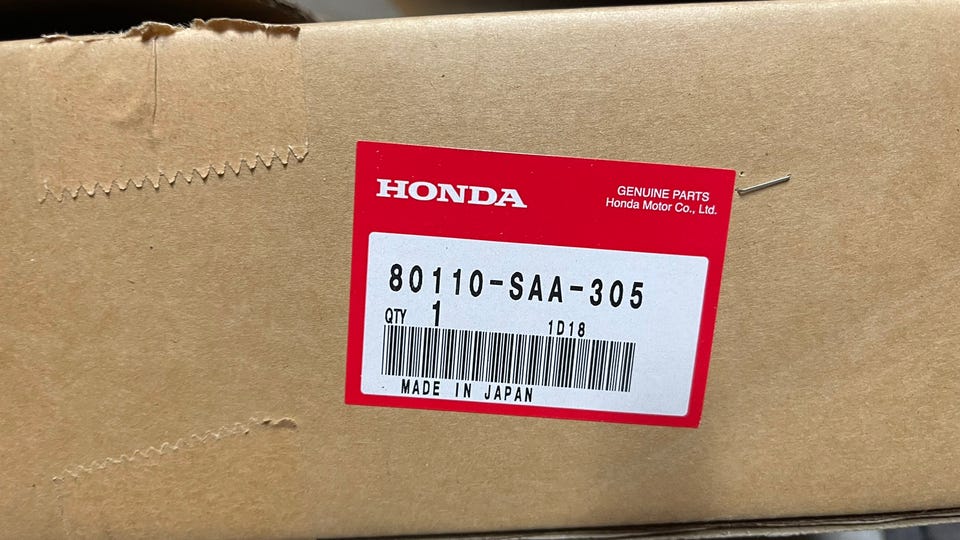 HONDA
GENUINE PARTS
Honda Motor Co., Ltd.
80110-SAA-305
QTY 1 1D18
MADE IN JAPAN